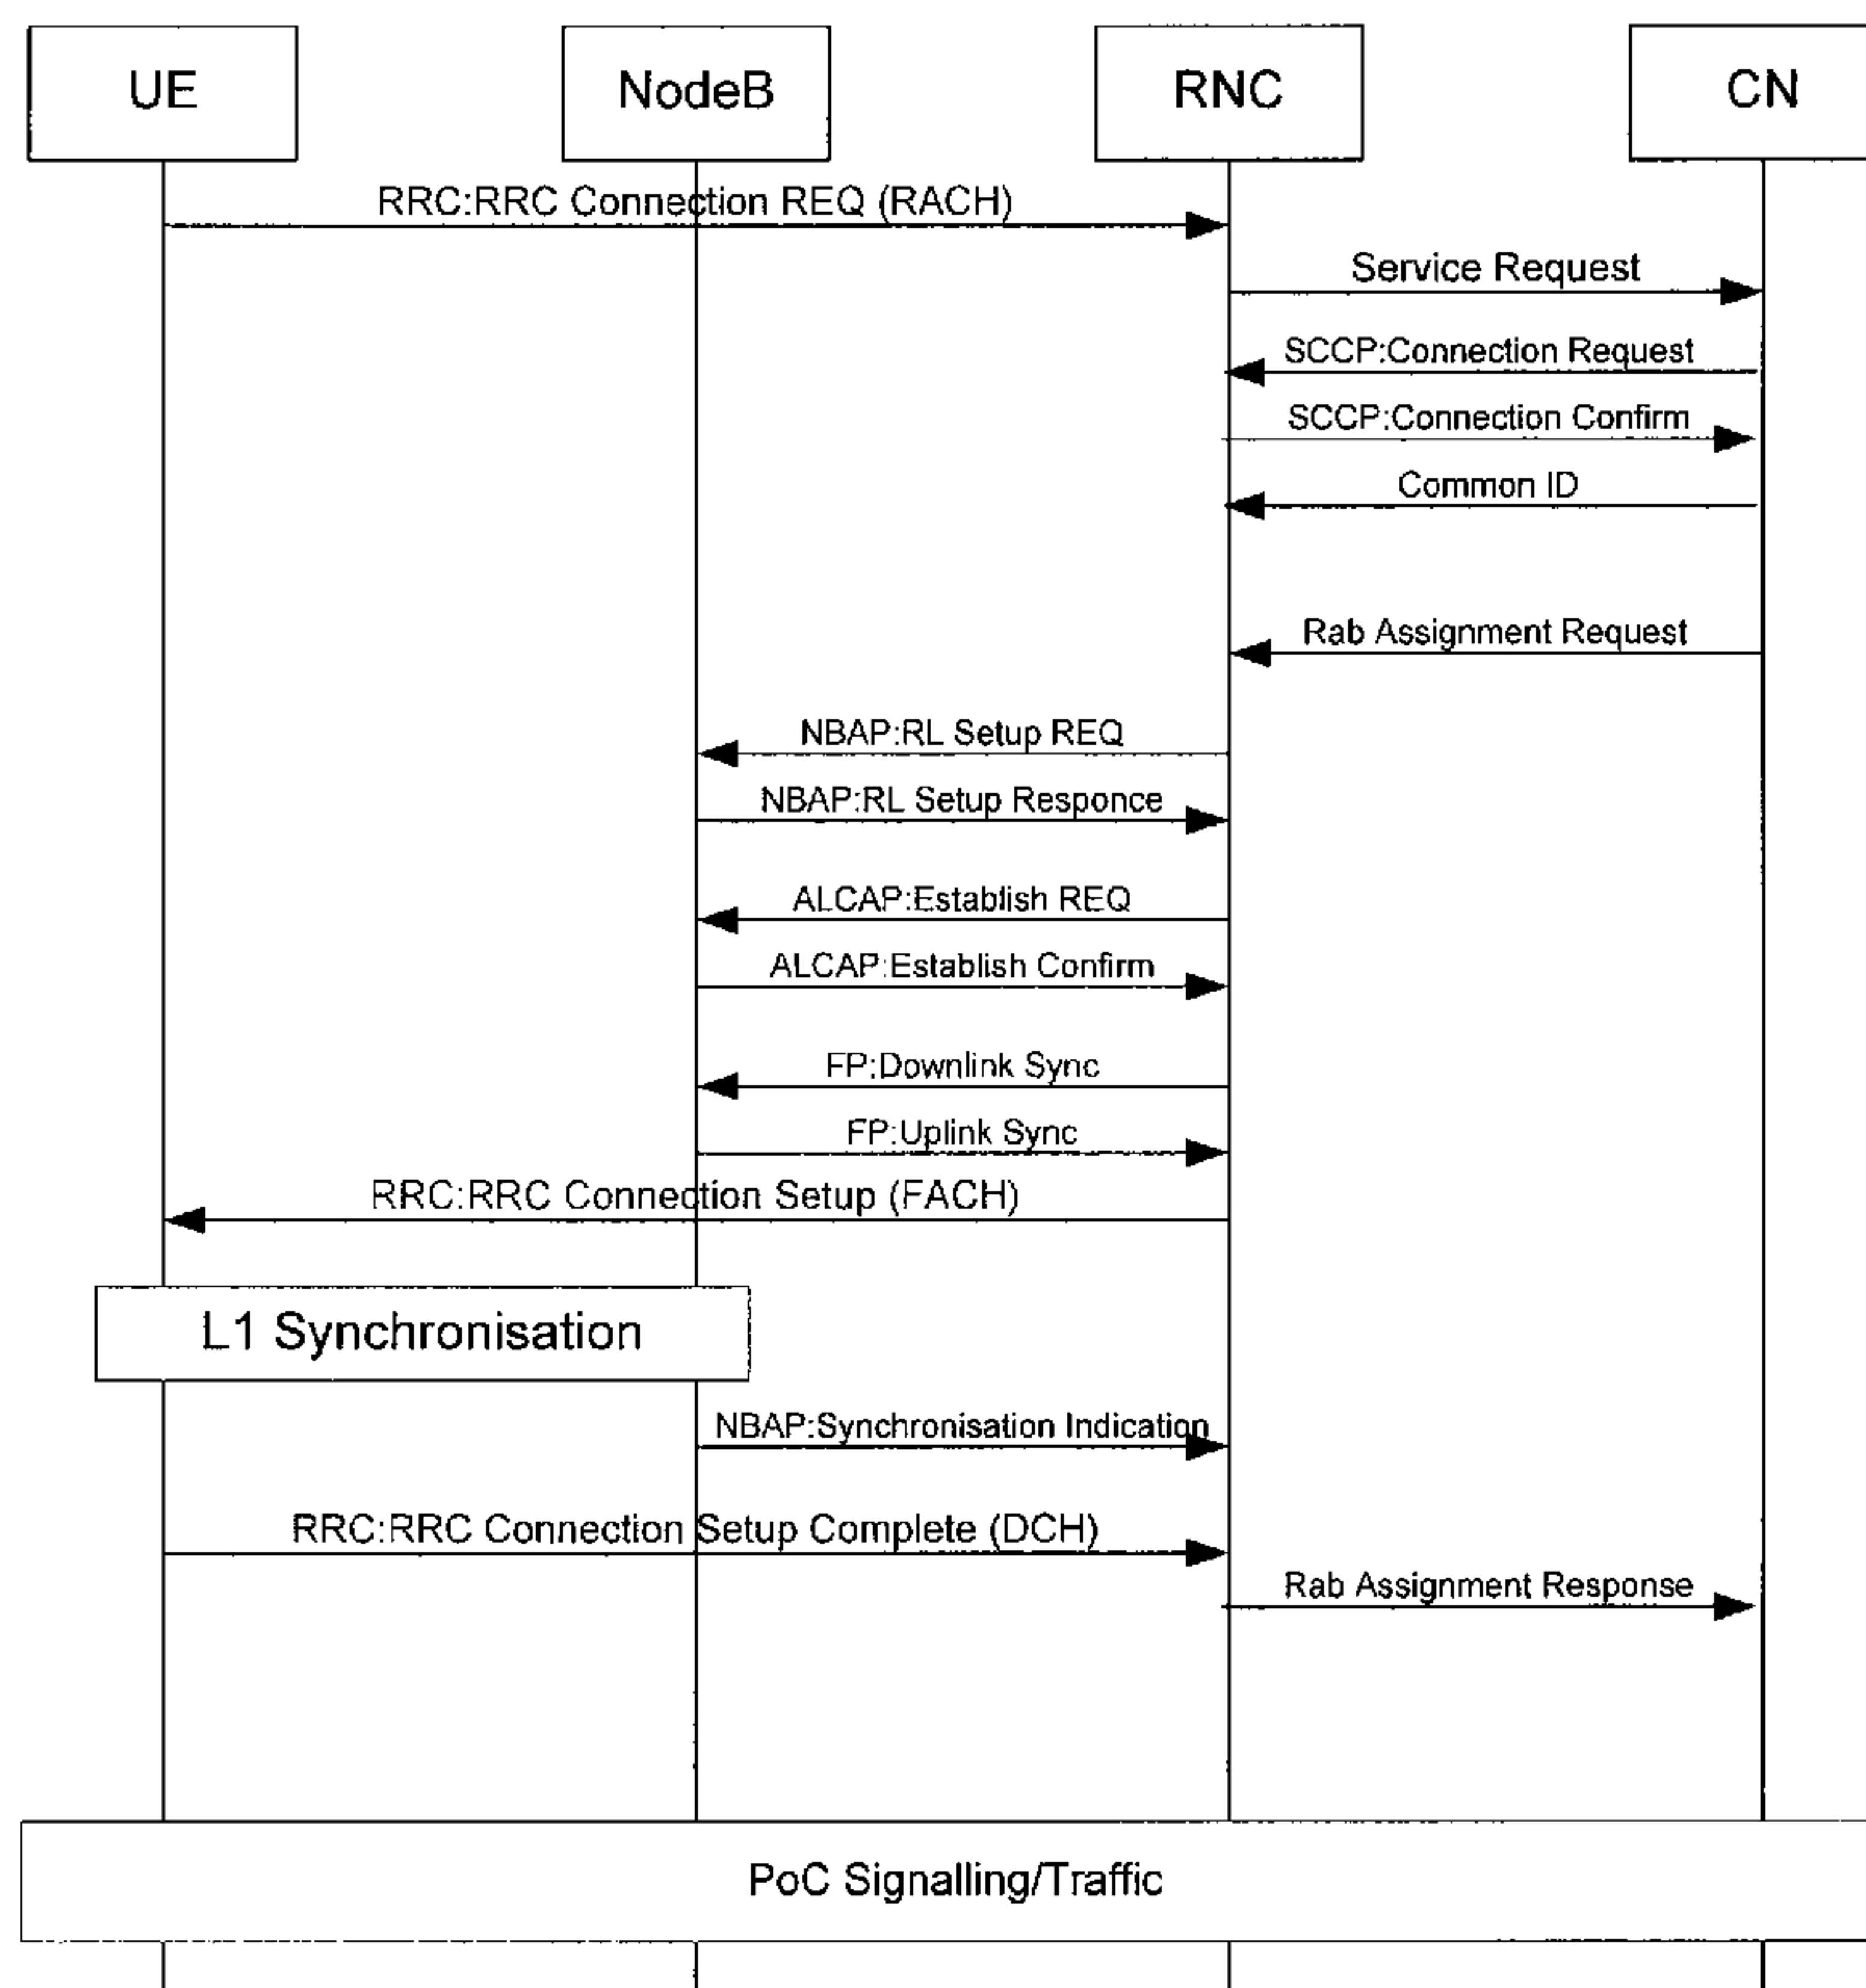 UE
NodeB
RNC
CN
RRC:RRC Connection REQ (RACH)
Service Request
SCCP:Connection Request
SCCP:Connection Confirm
Common ID
Rab Assignment Request
NBAP:RL Setup REQ
NBAP:RL Setup Responce
ALCAP:Establish REQ
ALCAP:Establish Confirm
FP:Downlink Sync
FP:Uplink Sync
RRC:RRC Connection Setup (FACH)
L1 Synchronisation
NBAP:Synchronisation Indication
RRC:RRC Connection Setup Complete (DCH)
Rab Assignment Response
PoC Signalling/Traffic